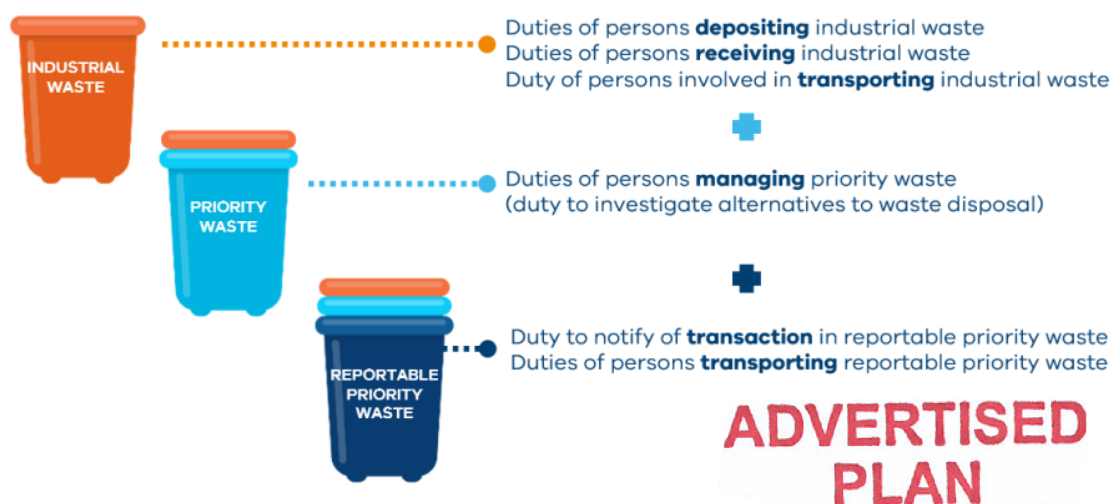 INDUSTRIAL
WASTE
Duties of persons depositing industrial waste
Duties of persons receiving industrial waste
Duty of persons involved in transporting industrial waste
PRIORITY
WASTE
Duties of persons managing priority waste
(duty to investigate alternatives to waste disposal)
REPORTABLE
PRIORITY
WASTE
Duty to notify of transaction in reportable priority waste
Duties of persons transporting reportable priority waste
ADVERTISED
PLAN